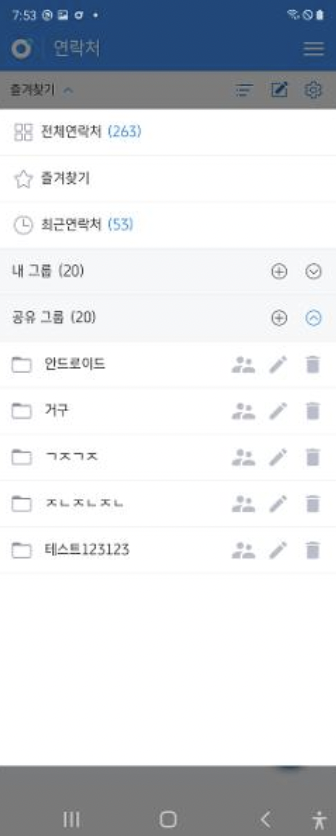 7:53
연락처
즐겨찾기
전체연락처 (263)
즐겨찾기
최근연락처 (53)
내 그룹 (20)
공유 그룹 (20)
안드로이드
거구
ㄱㅈㄱㅈ
ㅈㄴㅈㄴㅈㄴ
테스트123123